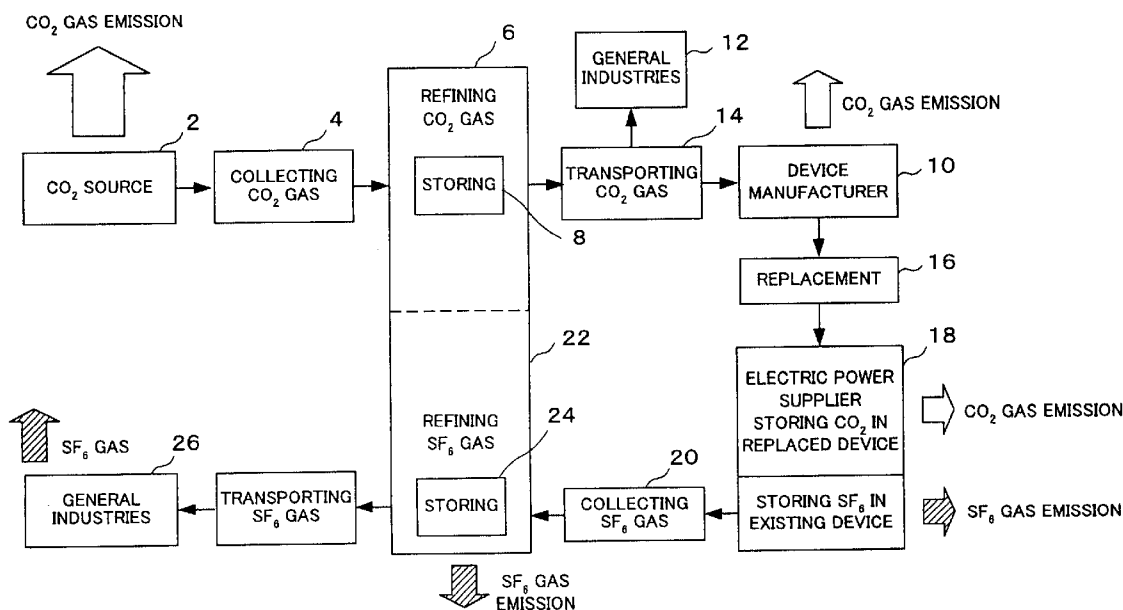 CO₂ GAS EMISSION
2
CO₂ SOURCE
4
COLLECTING
CO₂ GAS
6
REFINING
CO₂ GAS
STORING
8
GENERAL
INDUSTRIES
12
TRANSPORTING
CO₂ GAS
14
CO₂ GAS EMISSION
DEVICE
MANUFACTURER
10
REPLACEMENT
16
18
ELECTRIC POWER
SUPPLIER
STORING CO₂ IN
REPLACED DEVICE
CO₂ GAS EMISSION
STORING SF₆ IN
EXISTING DEVICE
SF₆ GAS EMISSION
20
COLLECTING
SF₆ GAS
22
REFINING
SF₆ GAS
24
STORING
SF₆ GAS
EMISSION
TRANSPORTING
SF₆ GAS
26
GENERAL
INDUSTRIES
SF₆ GAS